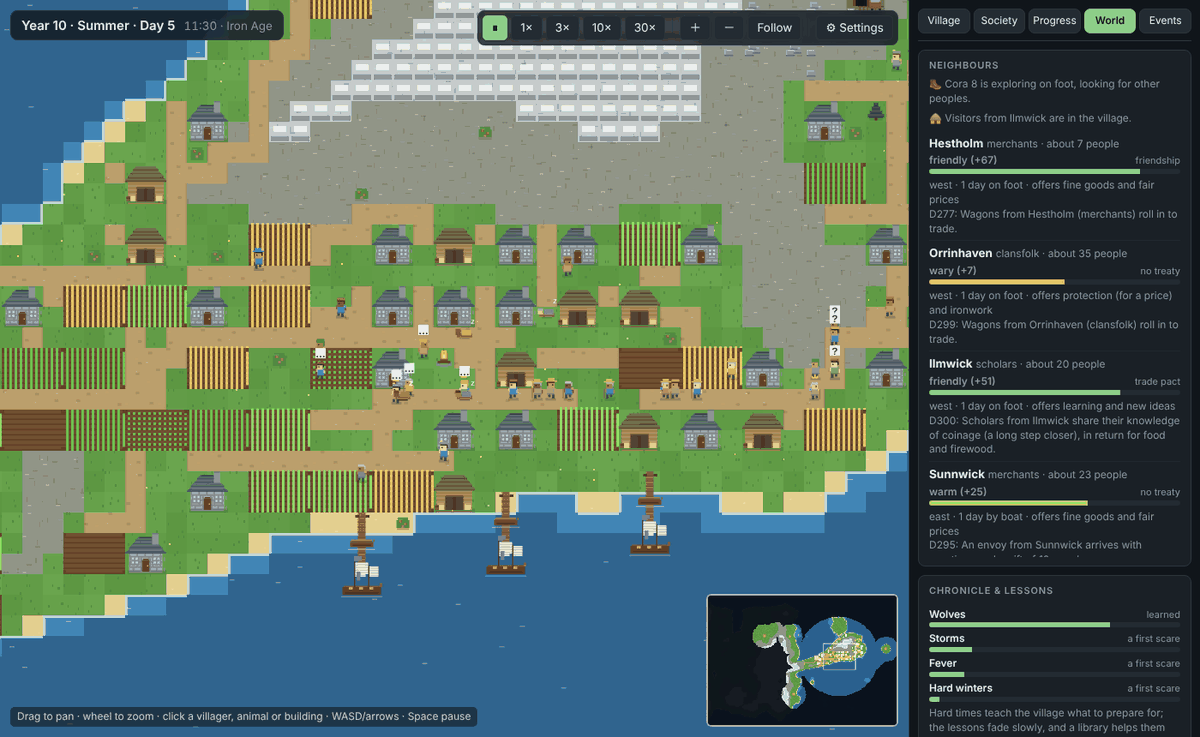 Year 10 · Summer · Day 5 11:30 · Iron Age
1× 3× 10× 30× + − Follow ⚙ Settings
Village Society Progress World Events
NEIGHBOURS
Cora 8 is exploring on foot, looking for other
peoples.
Visitors from Ilmwick are in the village.
Hestholm merchants · about 7 people
friendly (+67) friendship
west · 1 day on foot · offers fine goods and fair
prices
D277: Wagons from Hestholm (merchants) roll in to
trade.
Orrinhaven clansfolk · about 35 people
wary (+7) no treaty
west · 1 day on foot · offers protection (for a price)
and ironwork
D299: Wagons from Orrinhaven (clansfolk) roll in to
trade.
Ilmwick scholars · about 20 people
friendly (+51) trade pact
west · 1 day on foot · offers learning and new ideas
D300: Scholars from Ilmwick share their knowledge
of coinage (a long step closer), in return for food
and firewood.
Sunnwick merchants · about 23 people
warm (+25) no treaty
east · 1 day by boat · offers fine goods and fair
prices
D295: An envoy from Sunnwick arrives with
CHRONICLE & LESSONS
Wolves learned
Storms a first scare
Fever a first scare
Hard winters a first scare
Hard times teach the village what to prepare for;
the lessons fade slowly, and a library helps them
?
?
?
Drag to pan · wheel to zoom · click a villager, animal or building · WASD/arrows · Space pause